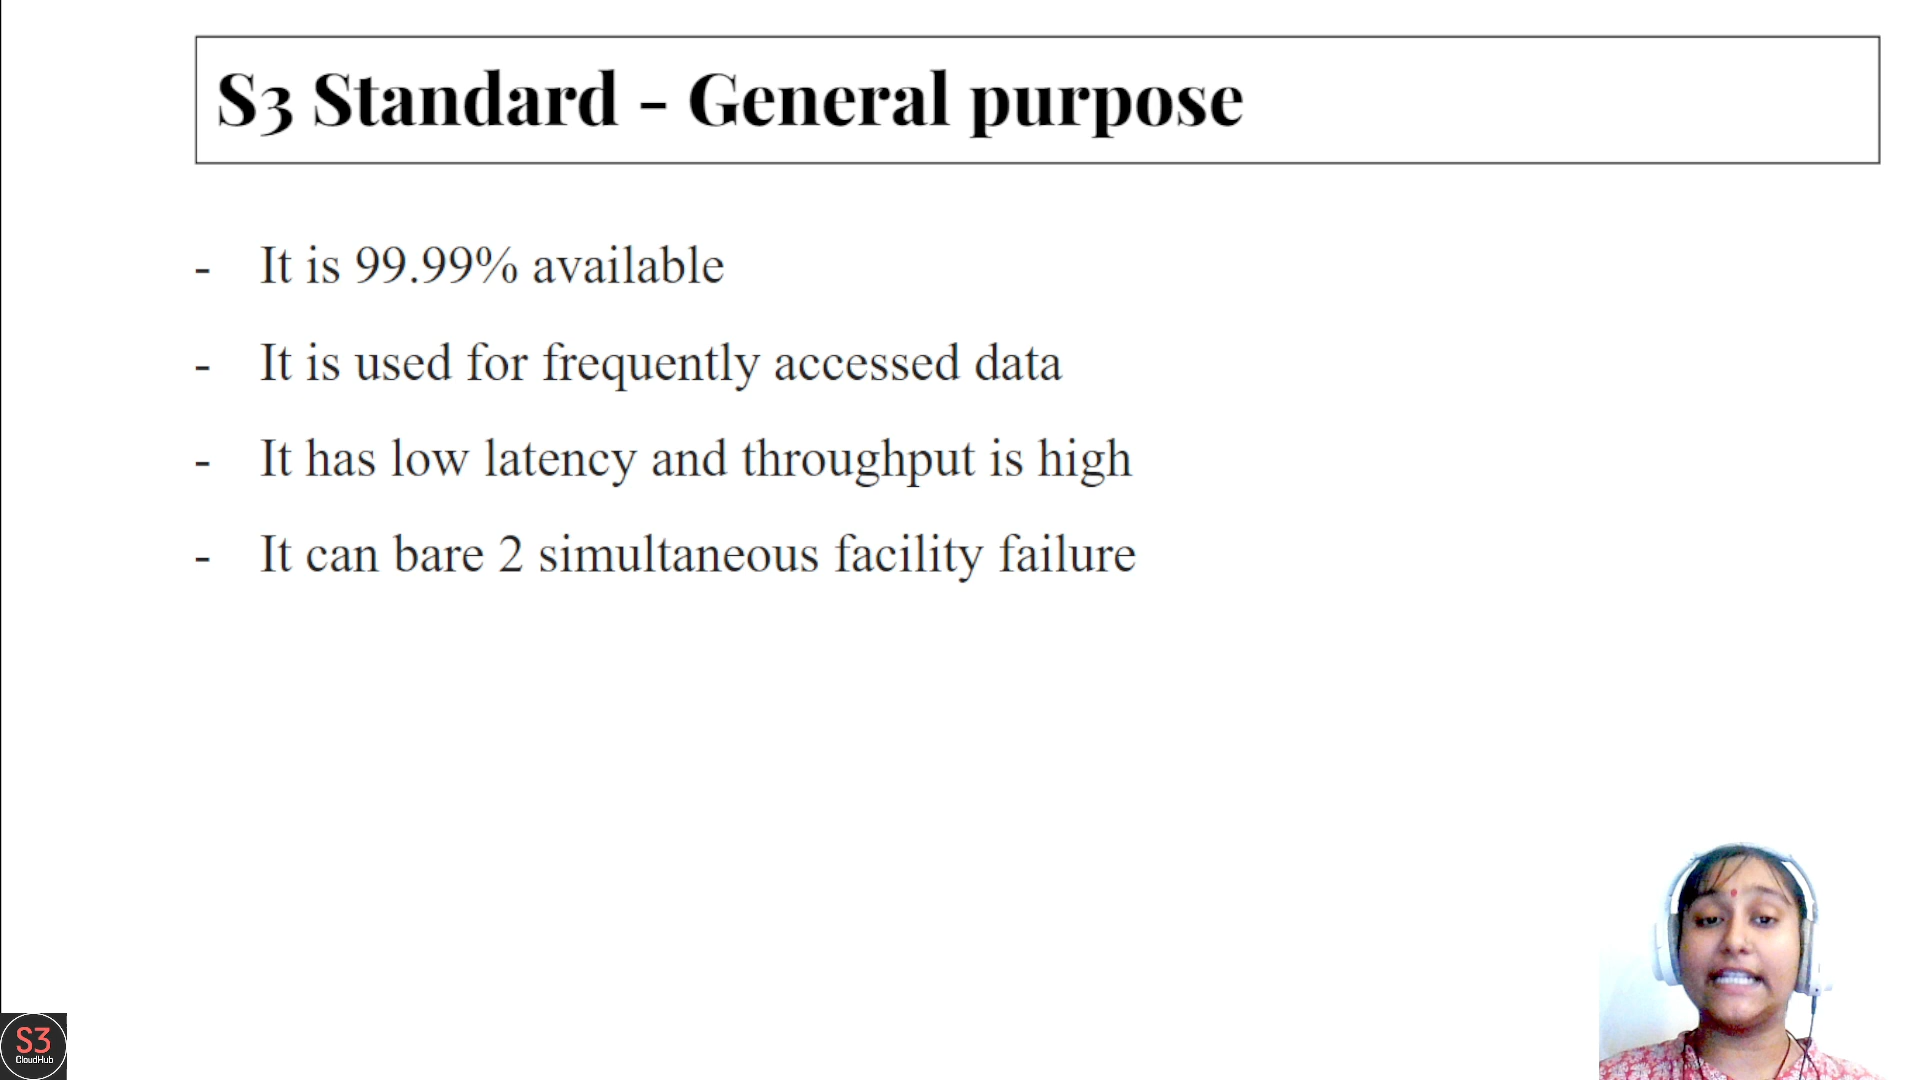 S3 Standard - General purpose
- It is 99.99% available
- It is used for frequently accessed data
- It has low latency and throughput is high
- It can bare 2 simultaneous facility failure
S3
CloudHub